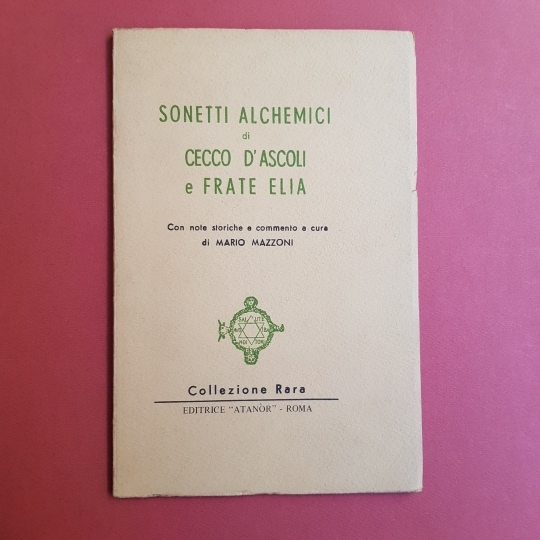 SONETTI ALCHEMICI
di
CECCO D'ASCOLI
e FRATE ELIA
Con note storiche e commento a cura
di MARIO MAZZONI
Collezione Rara
EDITRICE "ATANÒR" - ROMA